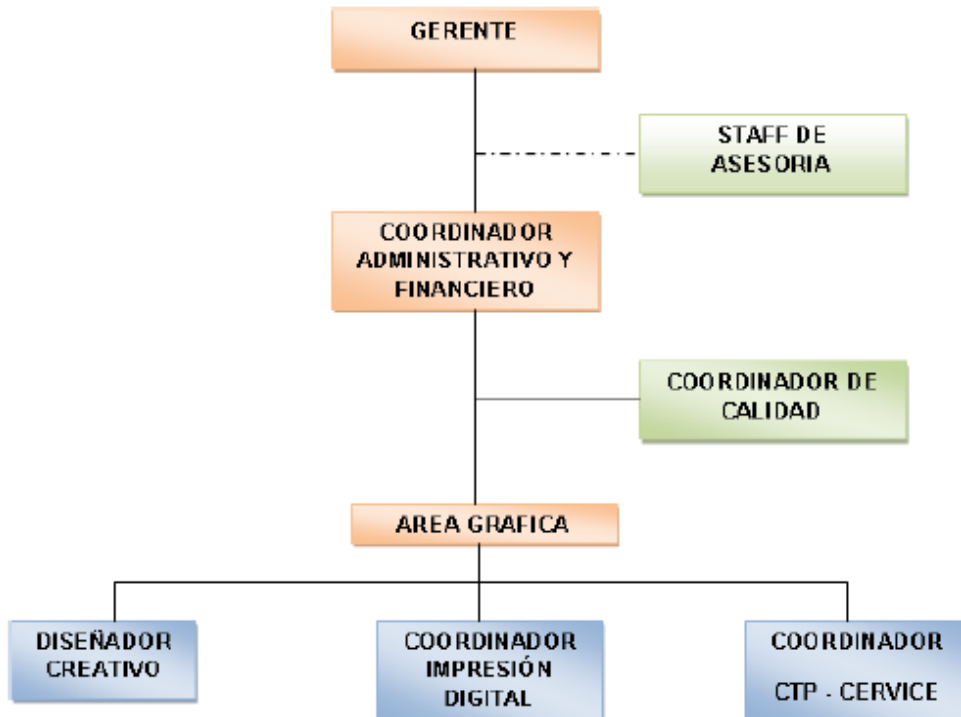 GERENTE
STAFF DE
ASESORIA
COORDINADOR
ADMINISTRATIVO Y
FINANCIERO
COORDINADOR DE
CALIDAD
AREA GRAFICA
DISEÑADOR
CREATIVO
COORDINADOR
IMPRESIÓN
DIGITAL
COORDINADOR
CTP - CERVICE